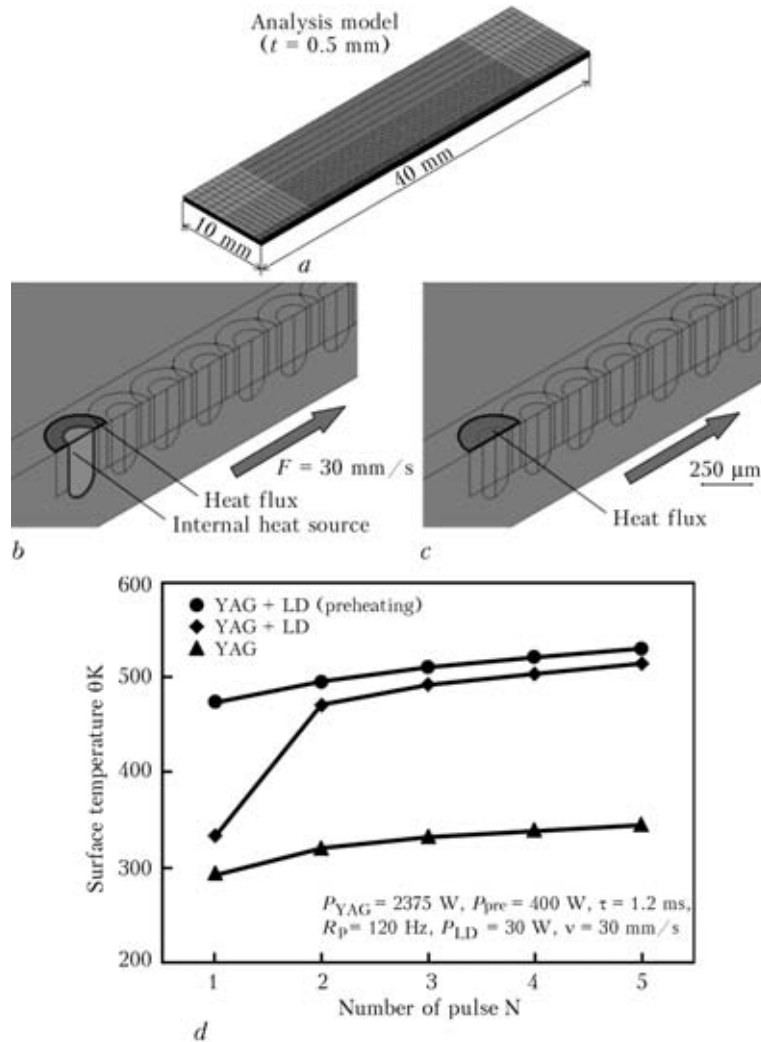 Analysis model
(t = 0.5 mm)
40 mm
10 mm
a
F = 30 mm/s
Heat flux
Internal heat source
b
250 μm
Heat flux
c
600
500
400
300
200
Surface temperature θK
YAG + LD (preheating)
YAG + LD
YAG
P_YAG = 2375 W, P_pre = 400 W, τ = 1.2 ms,
R_P = 120 Hz, P_LD = 30 W, v = 30 mm/s
1 2 3 4 5
Number of pulse N
d